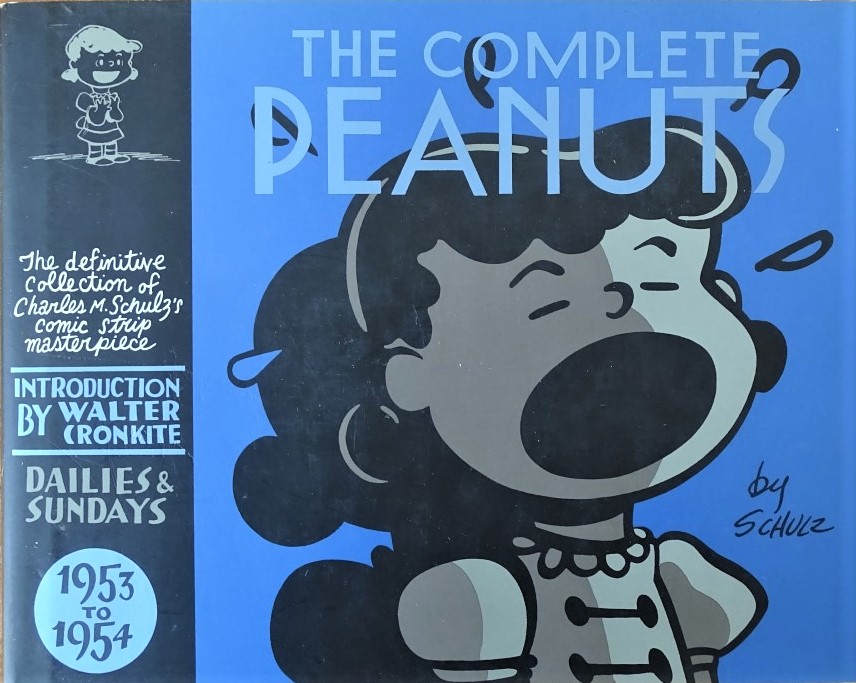 THE COMPLETE
PEANUTS
The definitive
collection of
Charles M. Schulz's
comic strip
masterpiece
INTRODUCTION
BY WALTER
CRONKITE
DAILIES &
SUNDAYS
1953
TO
1954
by
SCHULZ